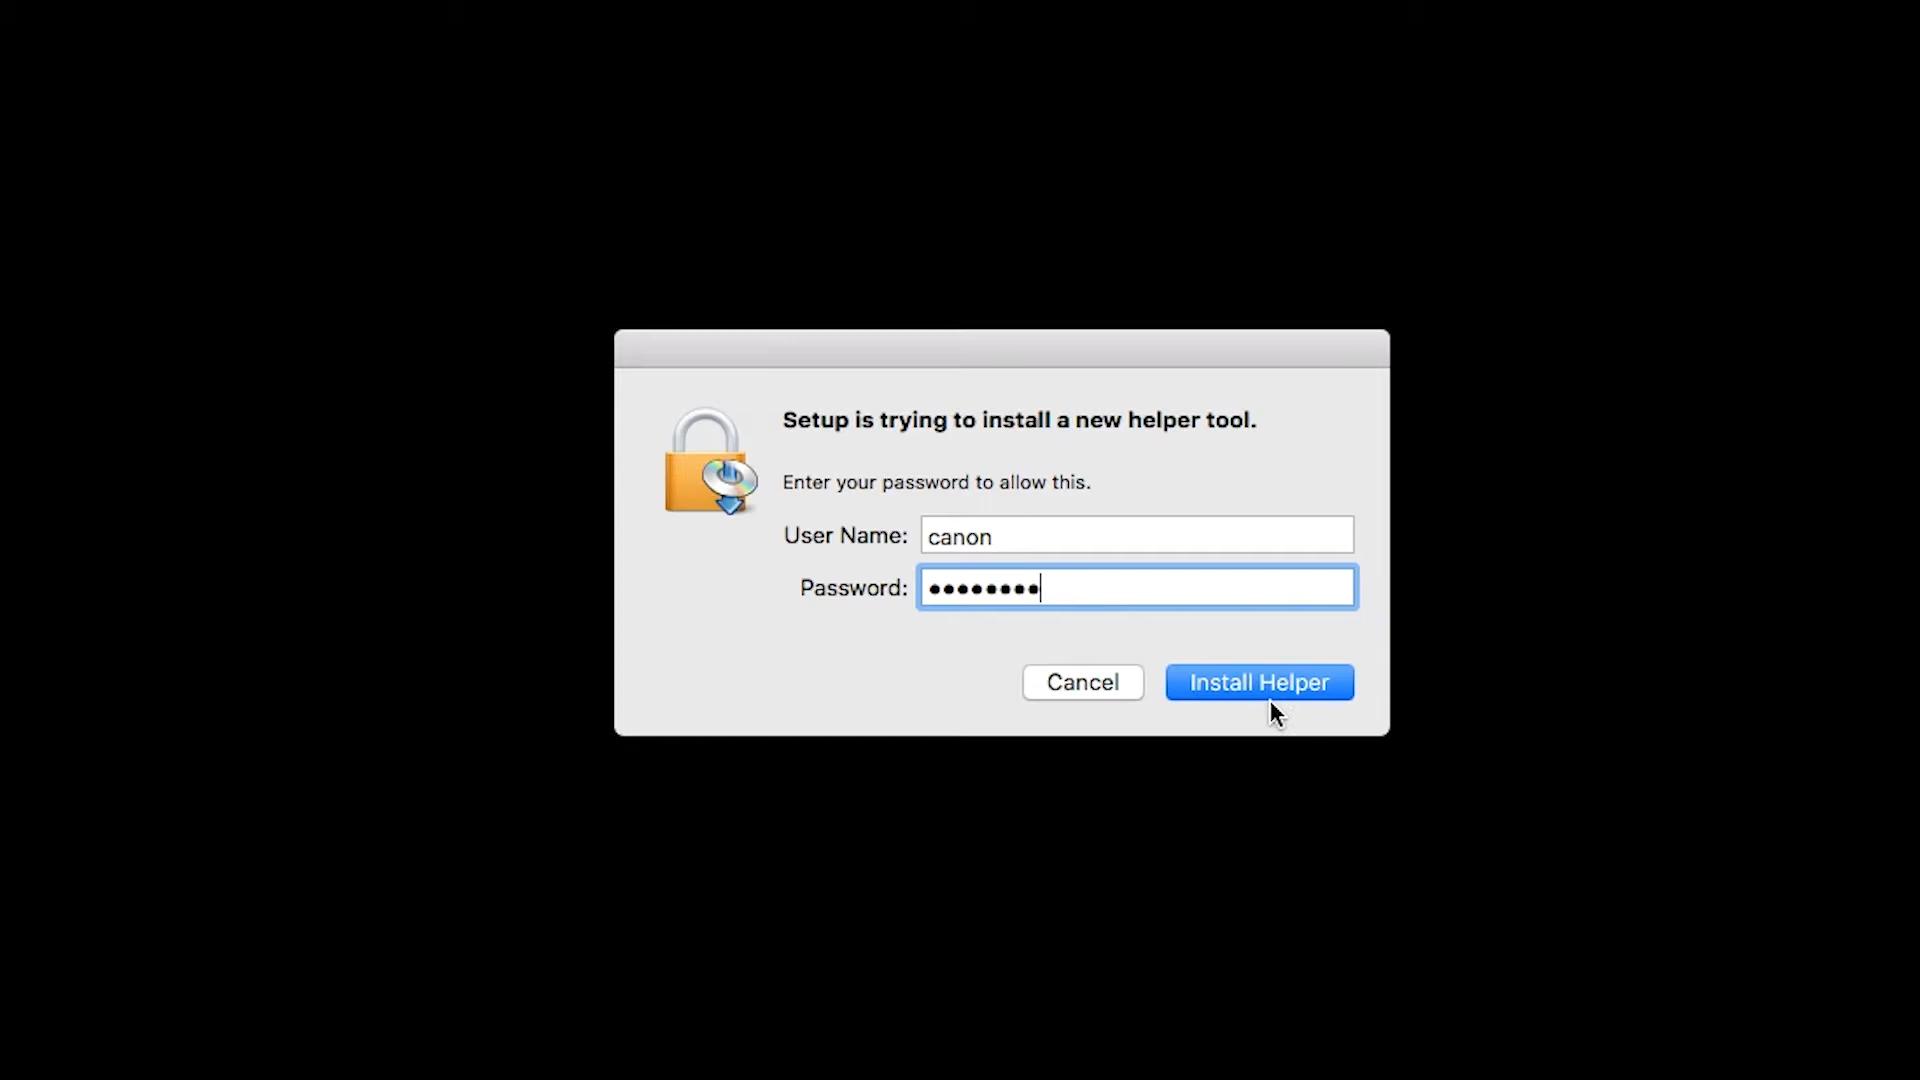 Setup is trying to install a new helper tool.
Enter your password to allow this.
User Name: canon
Password: ••••••••
Cancel Install Helper